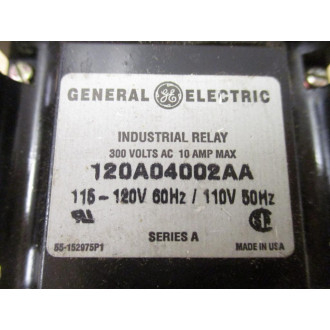 GENERAL GE ELECTRIC
INDUSTRIAL RELAY
300 VOLTS AC 10 AMP MAX
120A04002AA
115-120V 60Hz / 110V 50Hz
SERIES A
55-152975P1 MADE IN USA